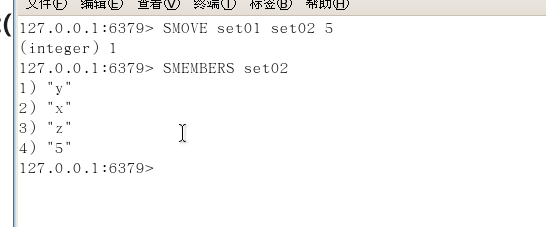 文件(F) 编辑(E) 查看(V) 终端(T) 标签(B) 帮助(H)
127.0.0.1:6379> SMOVE set01 set02 5
(integer) 1
127.0.0.1:6379> SMEMBERS set02
1) "y"
2) "x"
3) "z"
4) "5"
127.0.0.1:6379>